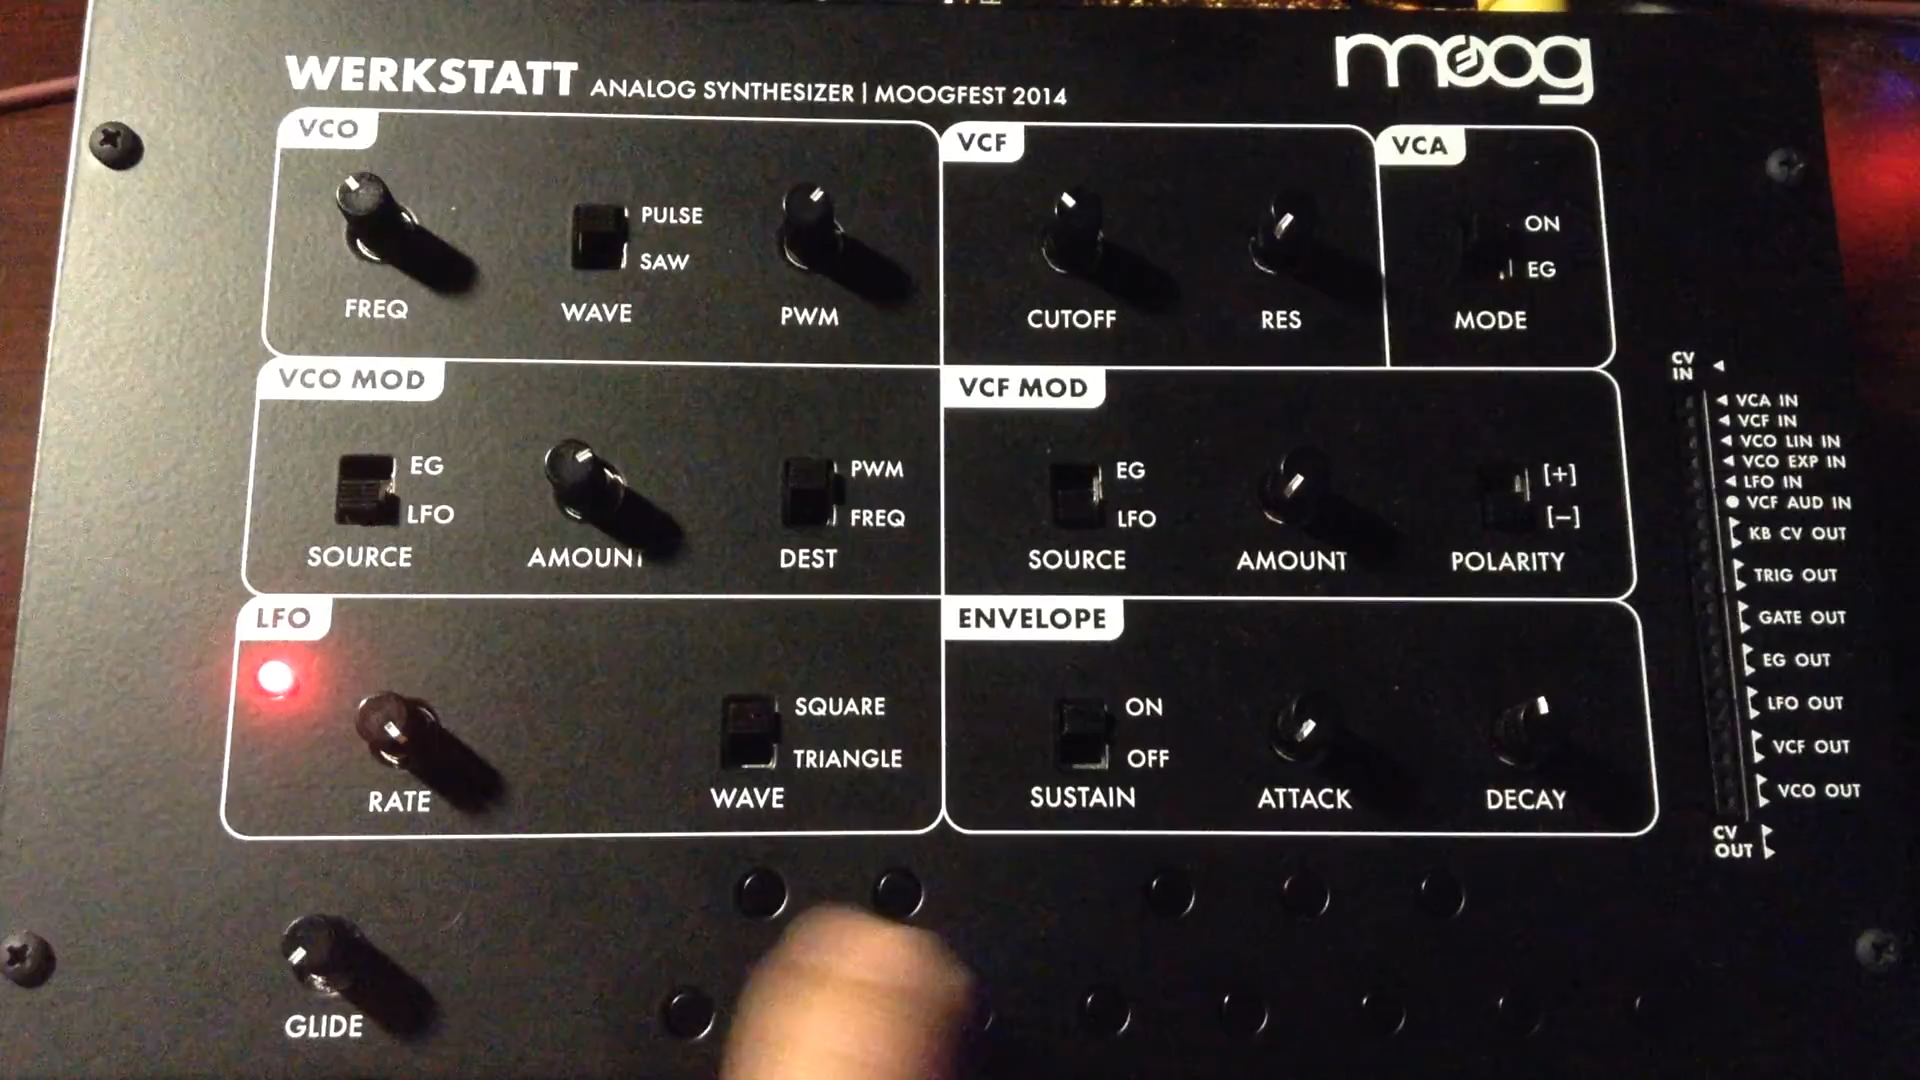 WERKSTATT ANALOG SYNTHESIZER | MOOGFEST 2014
moog
VCO
FREQ
PULSE
SAW
WAVE
PWM
VCF
CUTOFF
RES
VCA
ON
EG
MODE
VCO MOD
EG
LFO
SOURCE
AMOUNT
PWM
FREQ
DEST
VCF MOD
EG
LFO
SOURCE
AMOUNT
[+]
[−]
POLARITY
LFO
RATE
SQUARE
TRIANGLE
WAVE
ENVELOPE
ON
OFF
SUSTAIN
ATTACK
DECAY
GLIDE
CV
IN
VCA IN
VCF IN
VCO LIN IN
VCO EXP IN
LFO IN
VCF AUD IN
KB CV OUT
TRIG OUT
GATE OUT
EG OUT
LFO OUT
VCF OUT
VCO OUT
CV
OUT